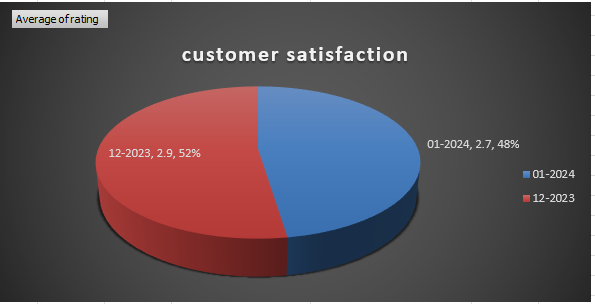 Average of rating
customer satisfaction
12-2023, 2.9, 52%
01-2024, 2.7, 48%
01-2024
12-2023